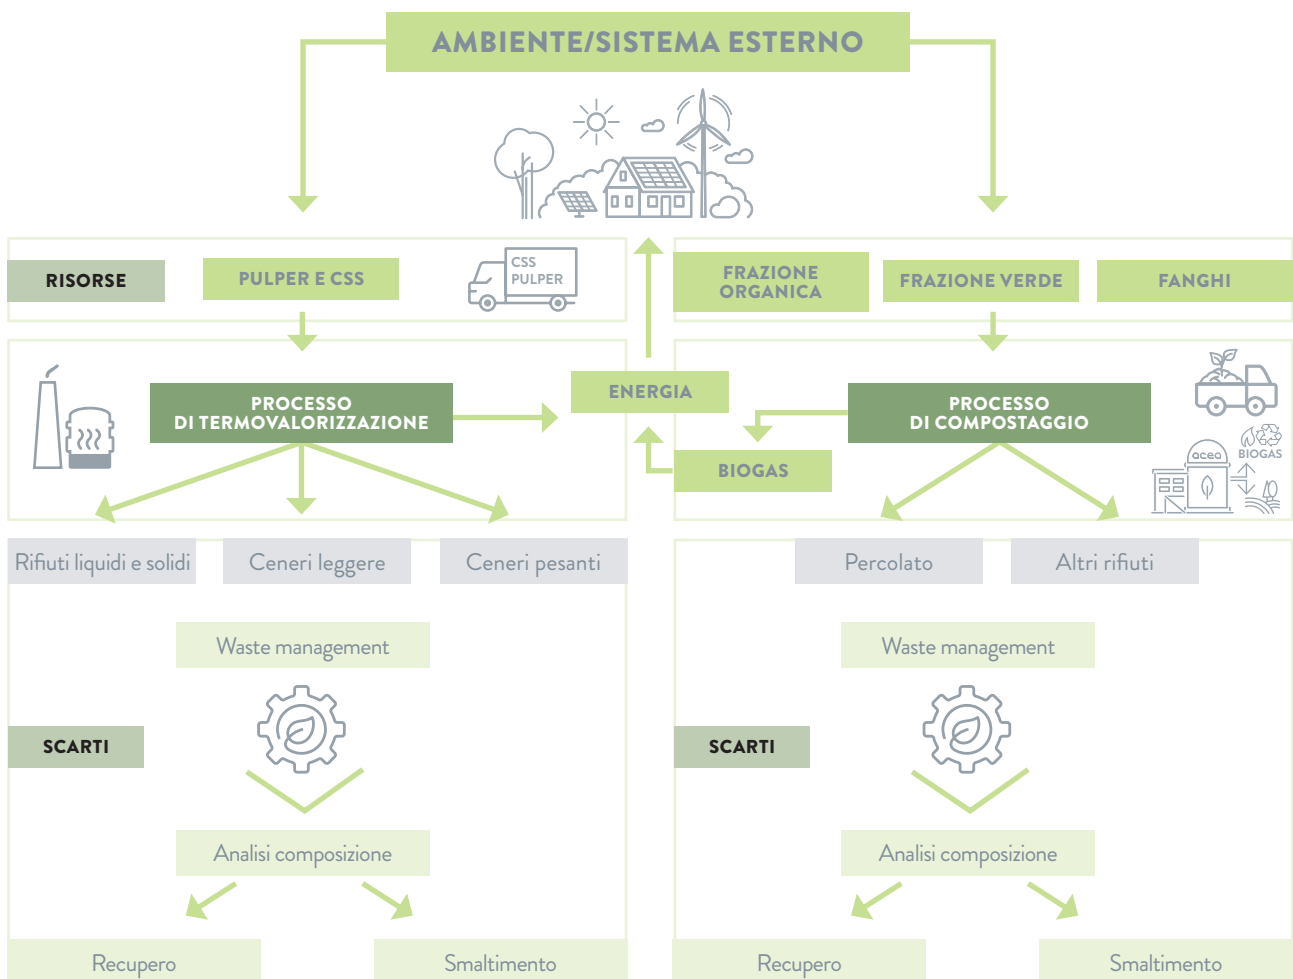 AMBIENTE/SISTEMA ESTERNO
RISORSE
PULPER E CSS
CSS
PULPER
FRAZIONE
ORGANICA
FRAZIONE VERDE
FANGHI
PROCESSO
DI TERMOVALORIZZAZIONE
ENERGIA
PROCESSO
DI COMPOSTAGGIO
BIOGAS
acea
BIOGAS
Rifiuti liquidi e solidi
Ceneri leggere
Ceneri pesanti
Percolato
Altri rifiuti
Waste management
Waste management
SCARTI
SCARTI
Analisi composizione
Analisi composizione
Recupero
Smaltimento
Recupero
Smaltimento